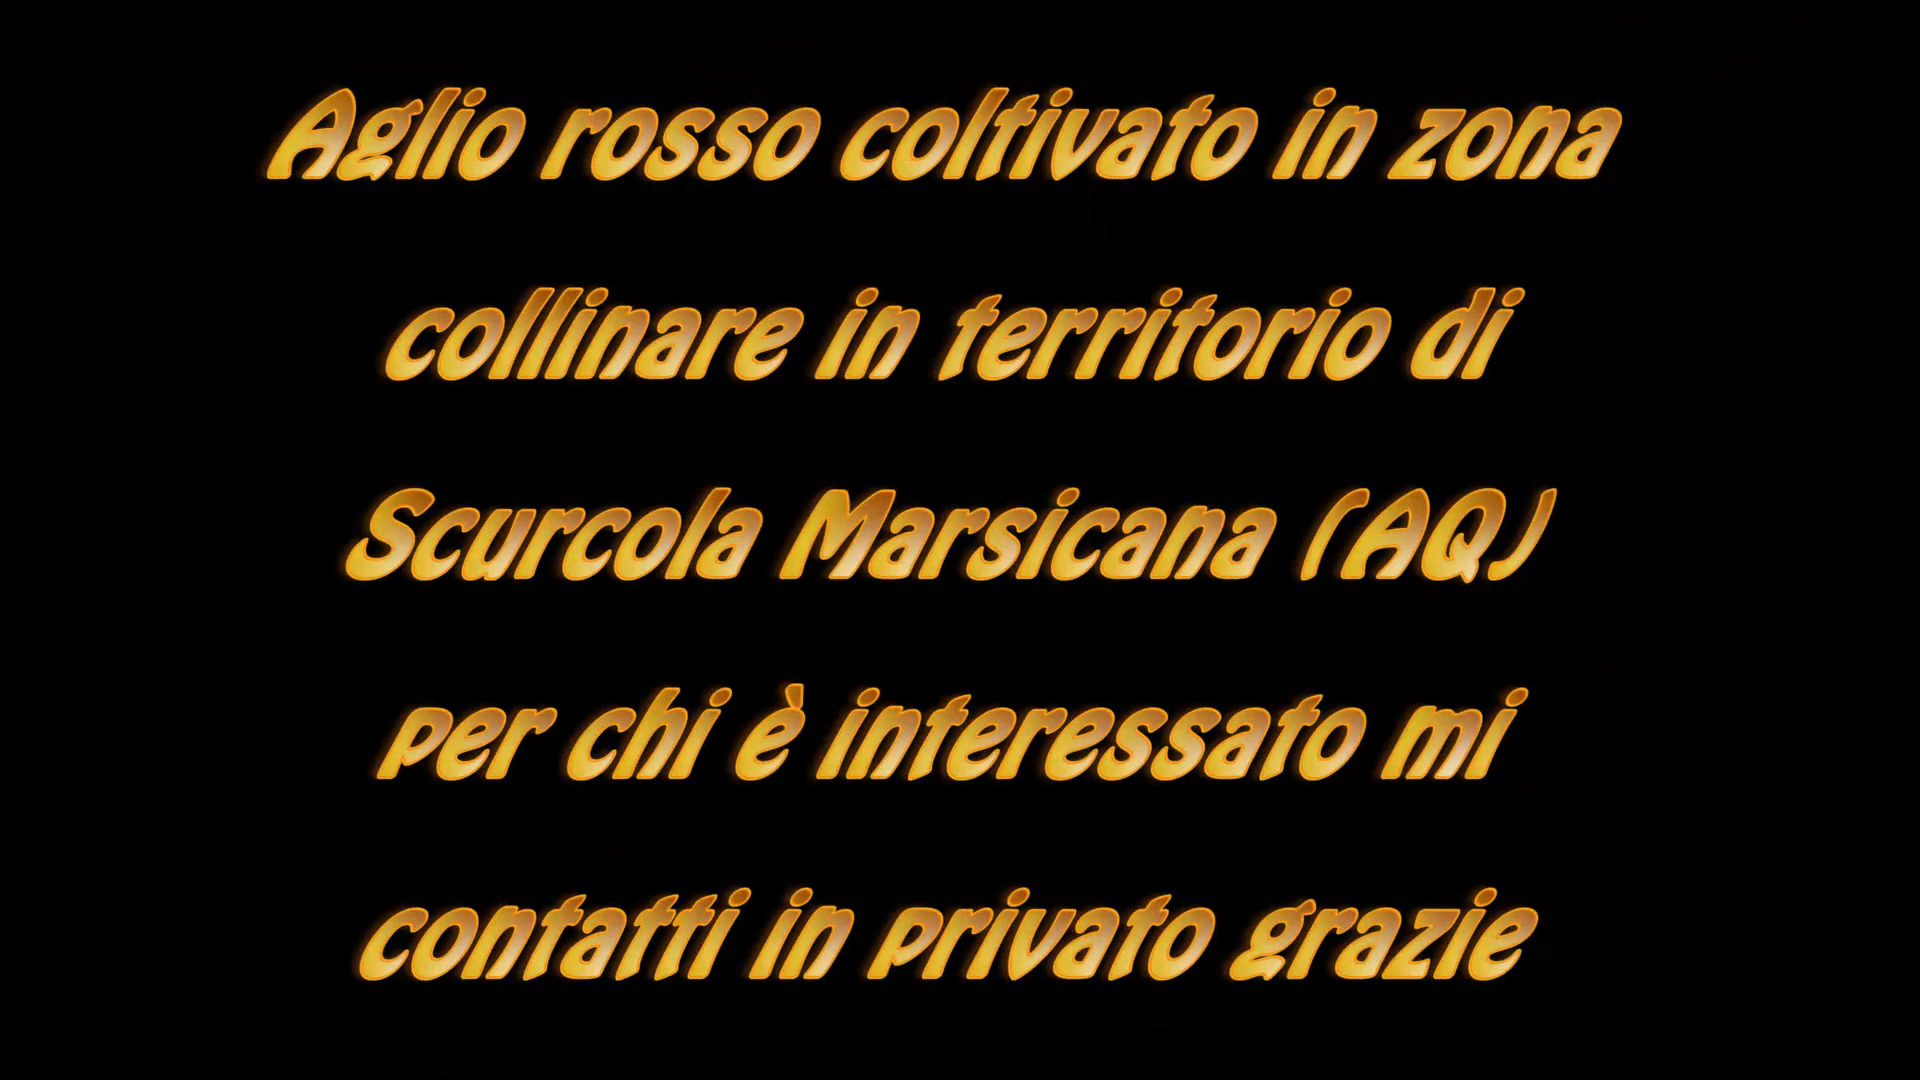 Aglio rosso coltivato in zona
collinare in territorio di
Scurcola Marsicana (AQ)
per chi è interessato mi
contatti in privato grazie